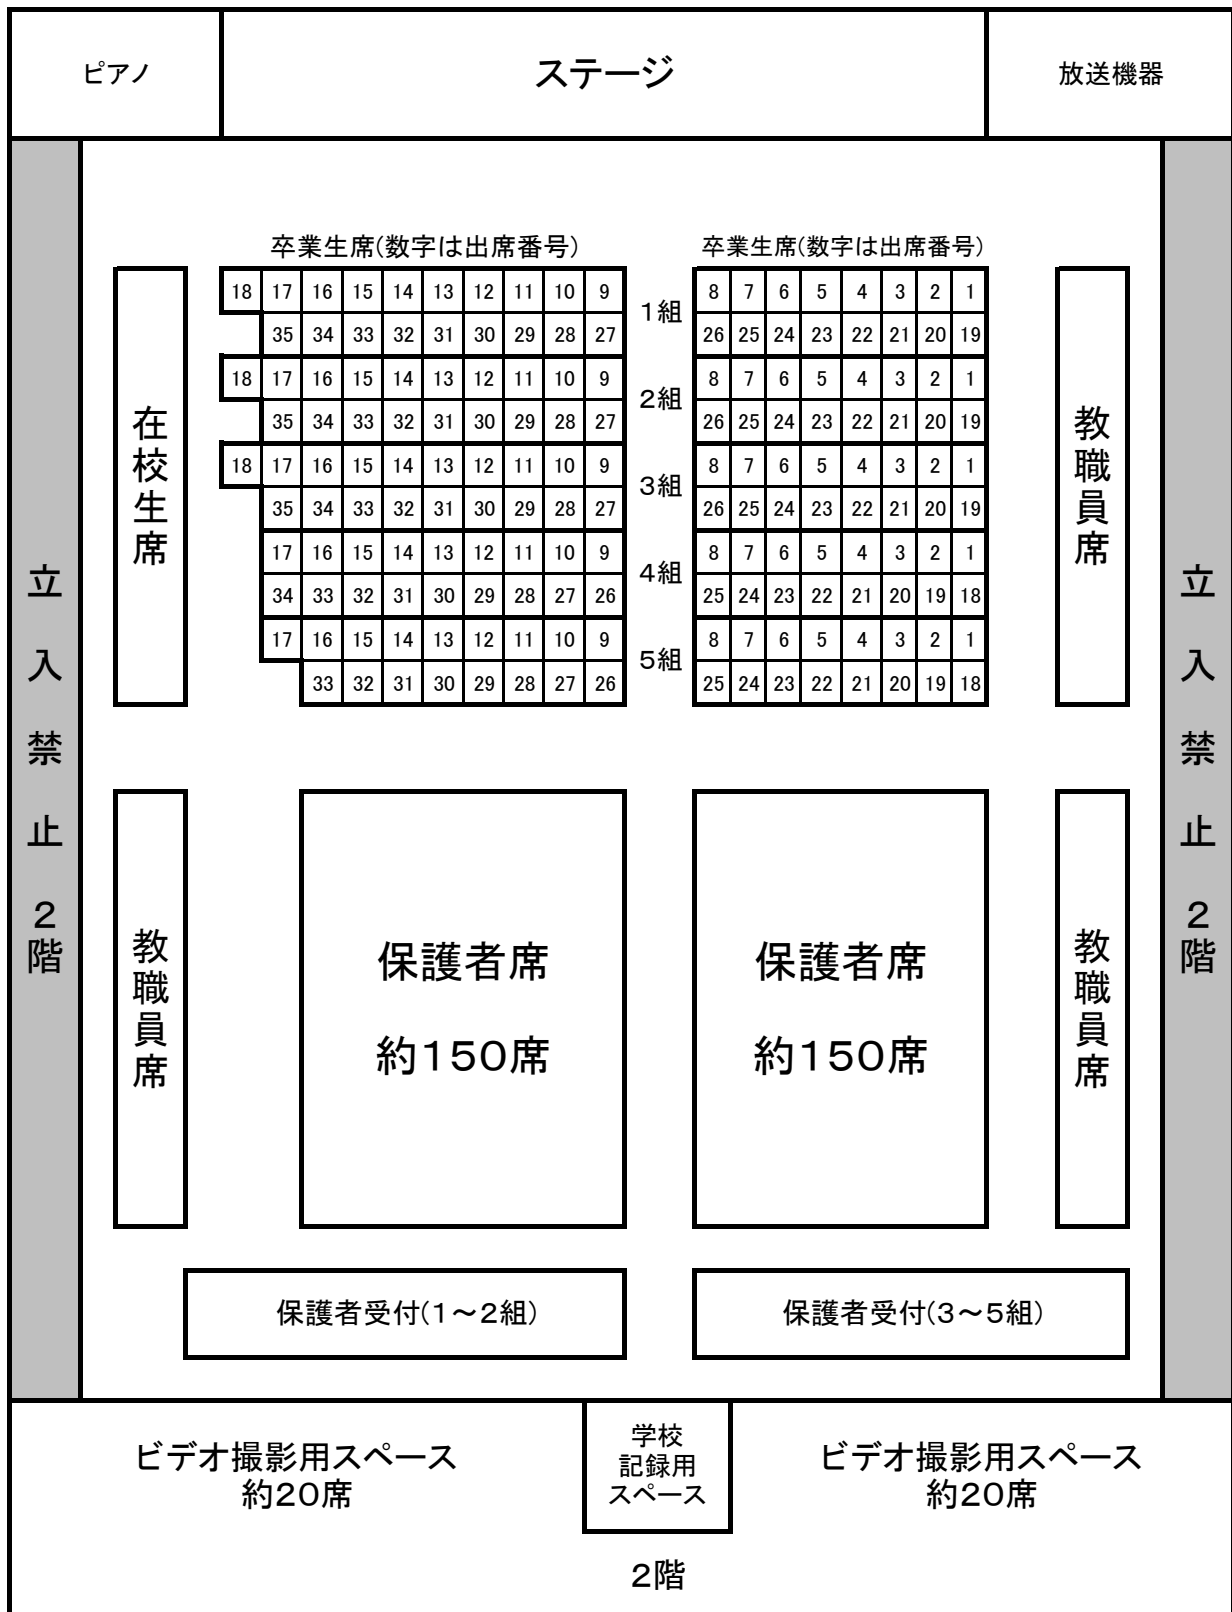 ピアノ
ステージ
放送機器
卒業生席(数字は出席番号)
卒業生席(数字は出席番号)
18 17 16 15 14 13 12 11 10 9
8 7 6 5 4 3 2 1
1組
35 34 33 32 31 30 29 28 27
26 25 24 23 22 21 20 19
18 17 16 15 14 13 12 11 10 9
8 7 6 5 4 3 2 1
2組
35 34 33 32 31 30 29 28 27
26 25 24 23 22 21 20 19
18 17 16 15 14 13 12 11 10 9
8 7 6 5 4 3 2 1
3組
35 34 33 32 31 30 29 28 27
26 25 24 23 22 21 20 19
17 16 15 14 13 12 11 10 9
8 7 6 5 4 3 2 1
4組
34 33 32 31 30 29 28 27 26
25 24 23 22 21 20 19 18
17 16 15 14 13 12 11 10 9
8 7 6 5 4 3 2 1
5組
33 32 31 30 29 28 27 26
25 24 23 22 21 20 19 18
在校生席
教職員席
立入禁止 2階
立入禁止 2階
教職員席
保護者席
約150席
保護者席
約150席
教職員席
保護者受付(1～2組)
保護者受付(3～5組)
ビデオ撮影用スペース
約20席
学校
記録用
スペース
ビデオ撮影用スペース
約20席
2階